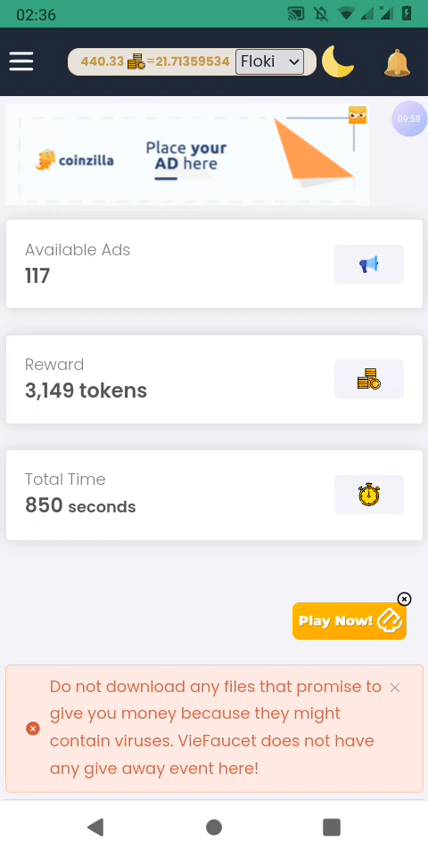 02:36
440.33 =21.71359534 Floki
09:58
coinzilla
Place your
AD here
Available Ads
117
Reward
3,149 tokens
Total Time
850 seconds
Play Now!
Do not download any files that promise to
give you money because they might
contain viruses. VieFaucet does not have
any give away event here!